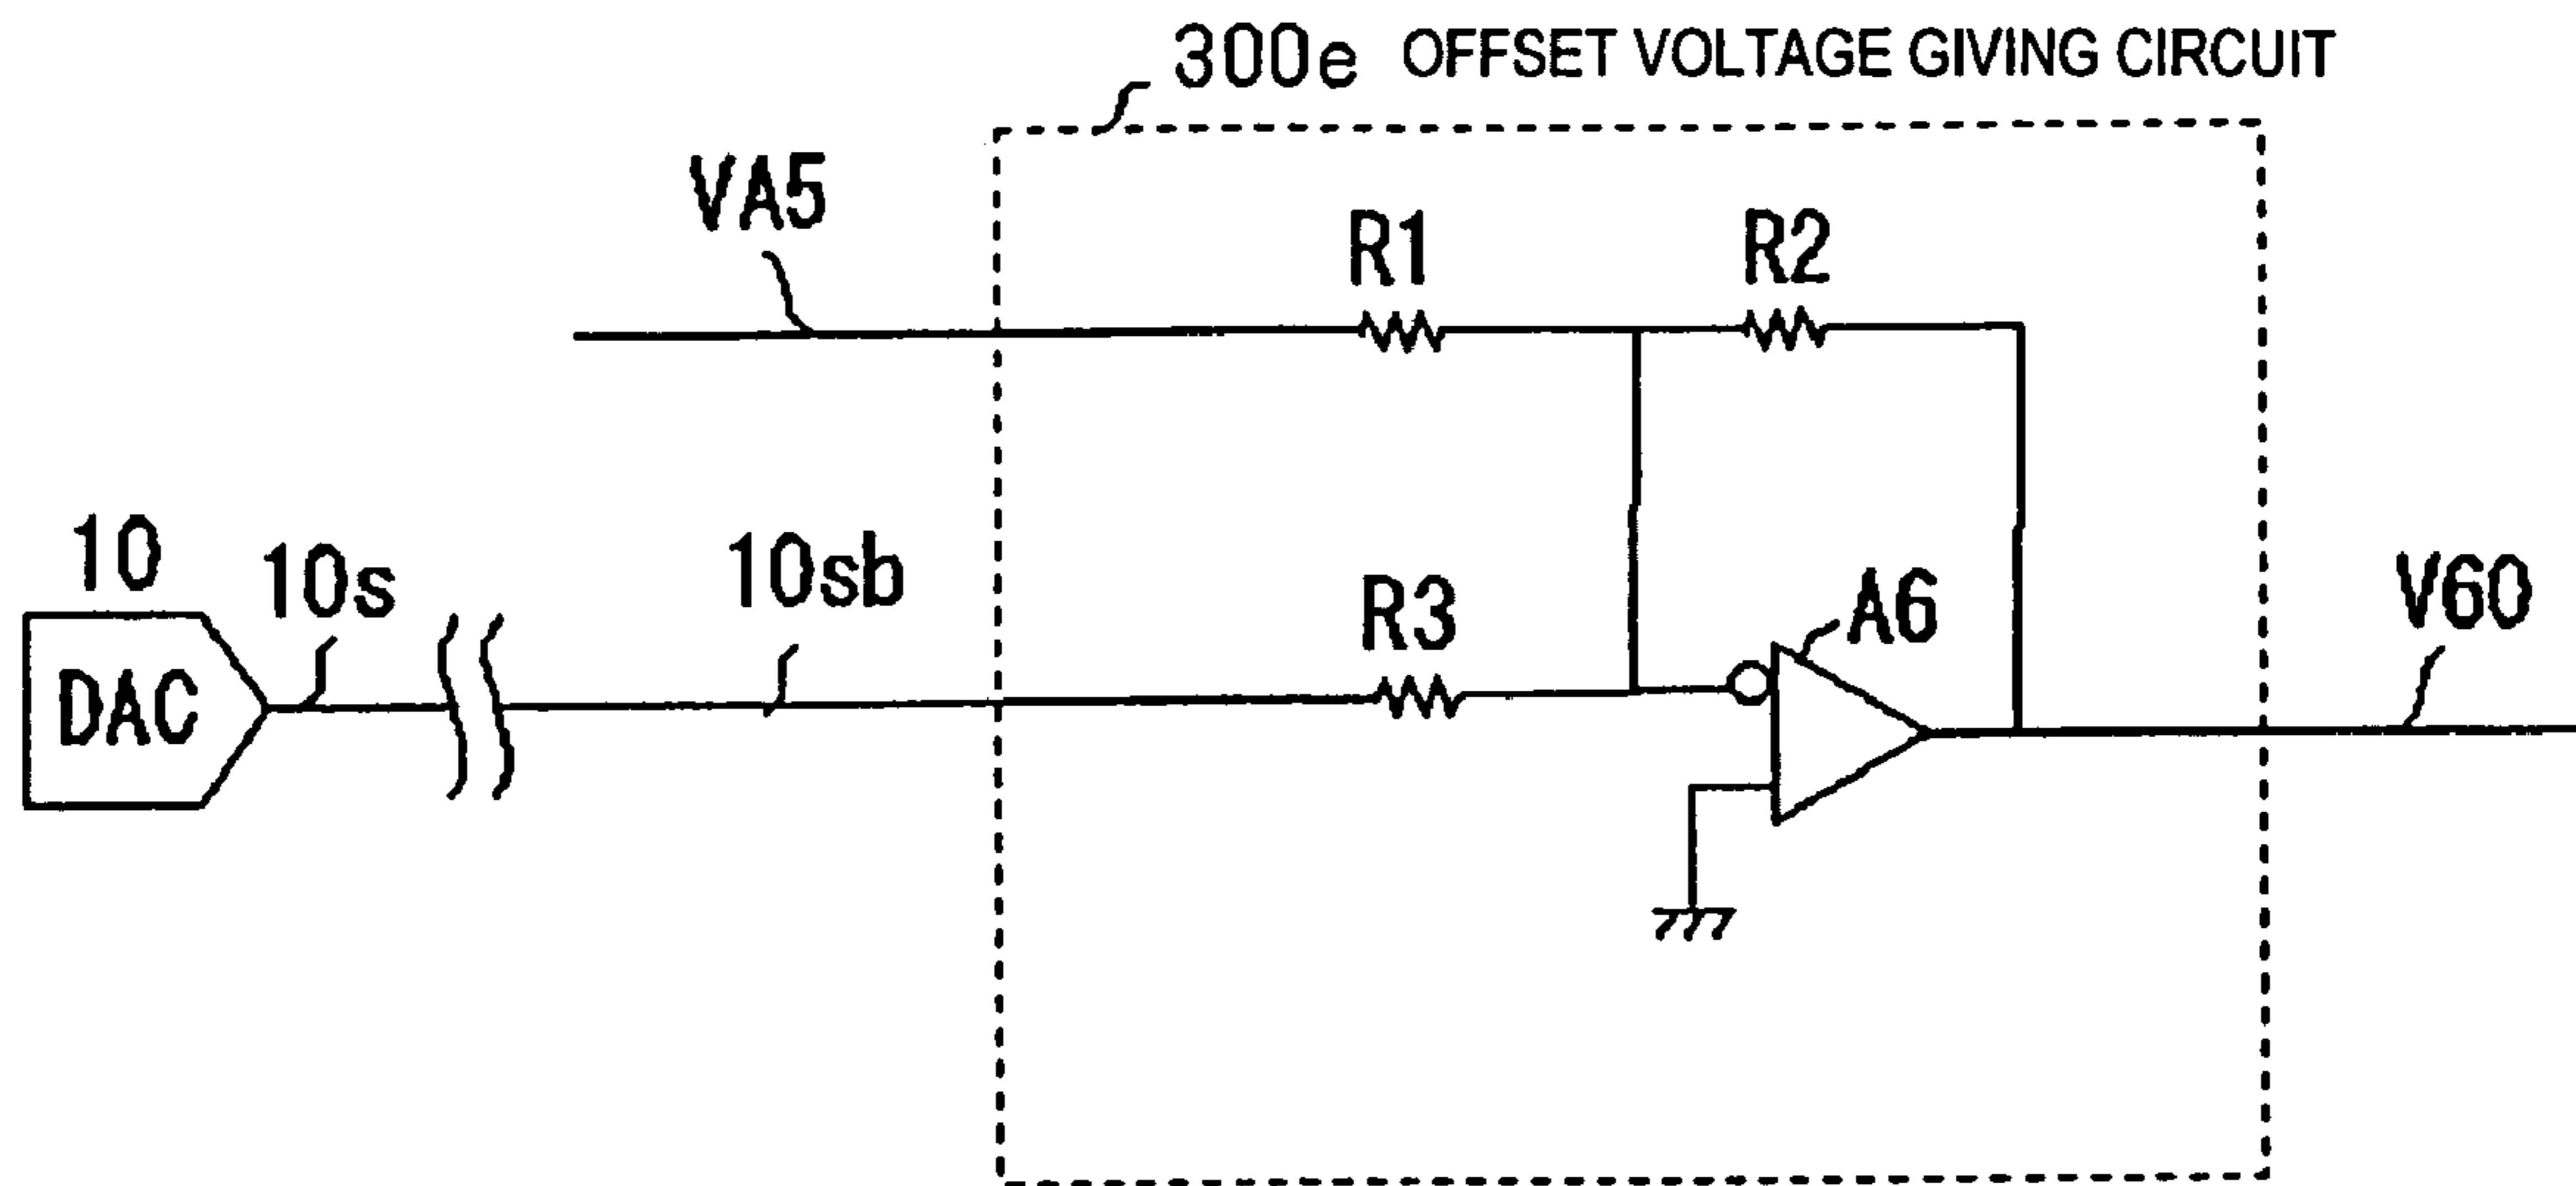 300e OFFSET VOLTAGE GIVING CIRCUIT
VA5
R1
R2
10
10s
10sb
R3
A6
V60
DAC